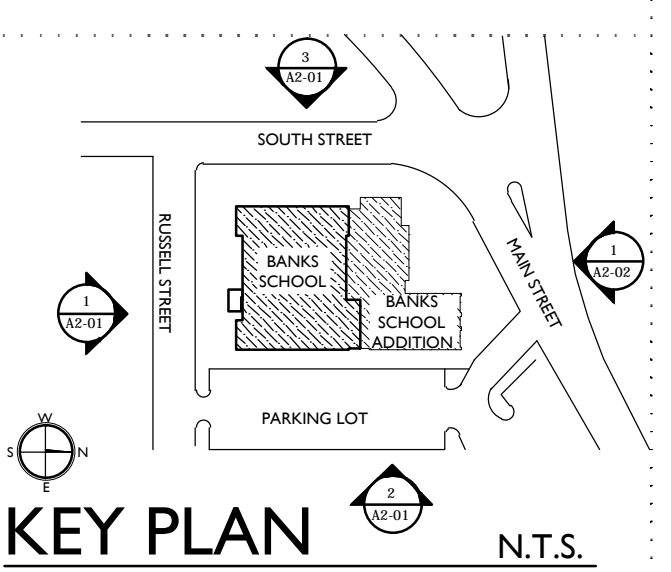 3
A2-01
SOUTH STREET
RUSSELL STREET
BANKS
SCHOOL
MAIN STREET
1
A2-02
1
A2-01
BANKS
SCHOOL
ADDITION
PARKING LOT
W
S
N
E
2
A2-01
KEY PLAN
N.T.S.